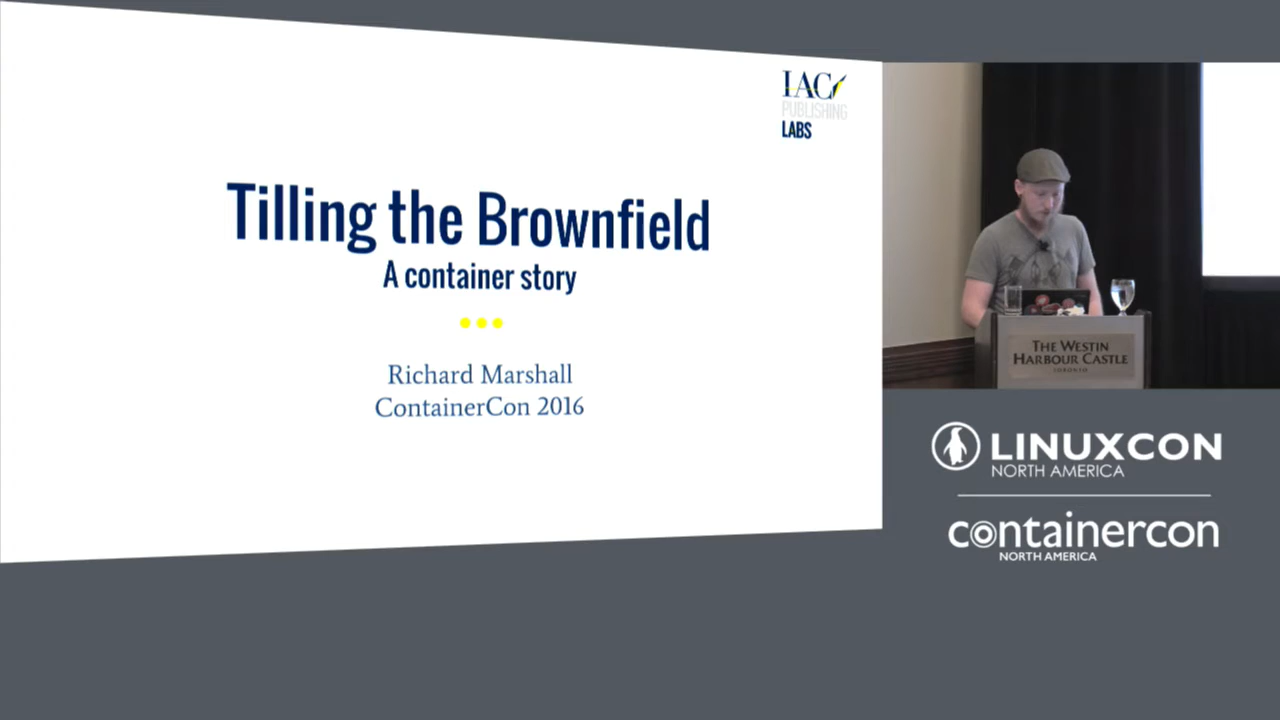 IAC
PUBLISHING
LABS
Tilling the Brownfield
A container story
Richard Marshall
ContainerCon 2016
THE WESTIN
HARBOUR CASTLE
TORONTO
LINUXCON
NORTH AMERICA
containercon
NORTH AMERICA